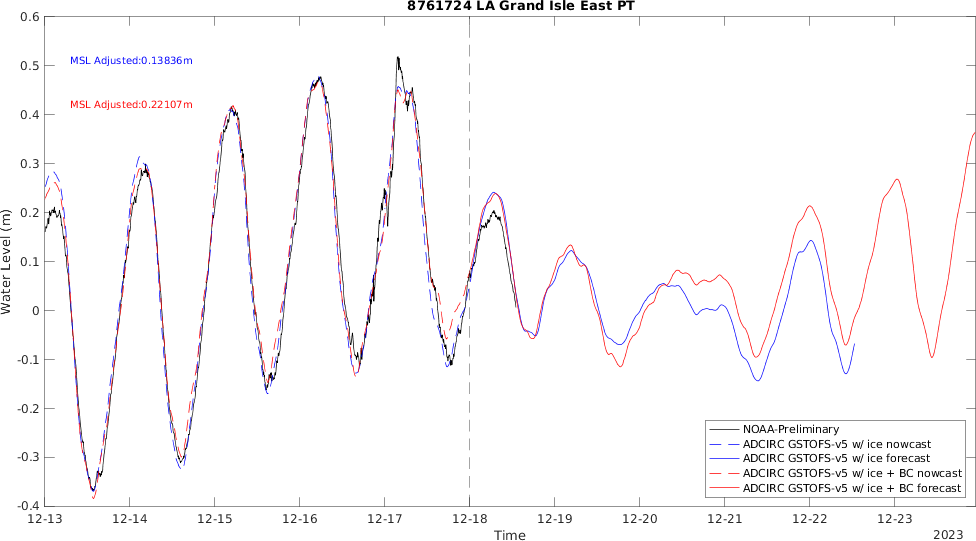 8761724 LA Grand Isle East PT
0.6
MSL Adjusted:0.13836m
0.5
MSL Adjusted:0.22107m
0.4
0.3
0.2
0.1
0
-0.1
-0.2
-0.3
-0.4
Water Level (m)
NOAA-Preliminary
ADCIRC GSTOFS-v5 w/ ice nowcast
ADCIRC GSTOFS-v5 w/ ice forecast
ADCIRC GSTOFS-v5 w/ ice + BC nowcast
ADCIRC GSTOFS-v5 w/ ice + BC forecast
12-13 12-14 12-15 12-16 12-17 12-18 12-19 12-20 12-21 12-22 12-23
Time
2023